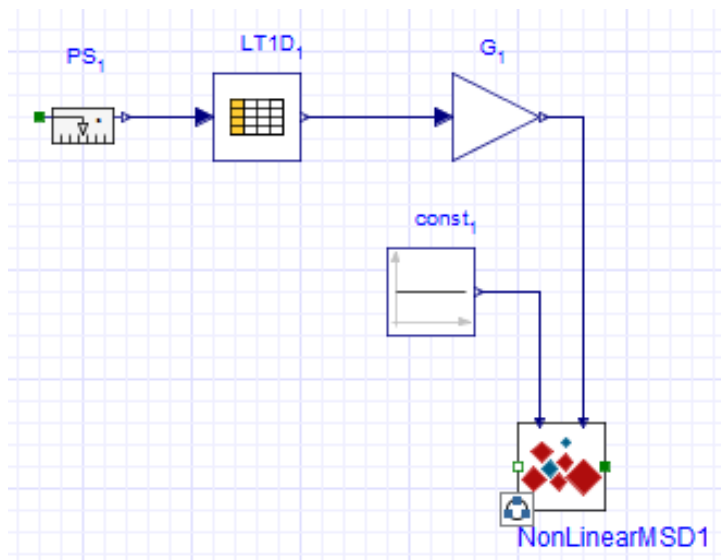 PS₁
LT1D₁
G₁
const₁
NonLinearMSD1